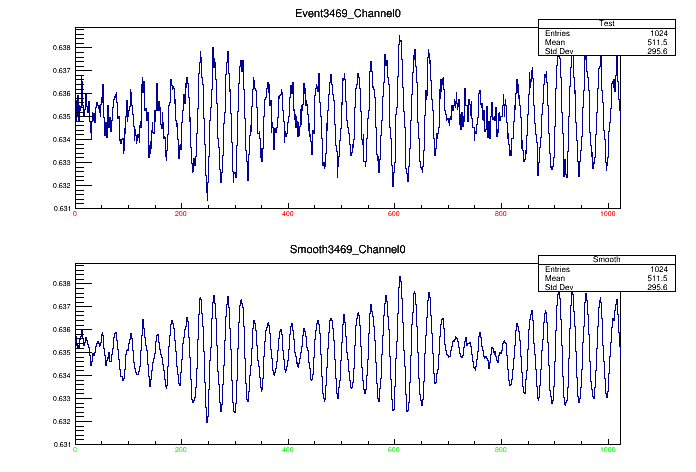 Event3469_Channel0
Test
Entries 1024
Mean 511.5
Std Dev 295.6
0.638
0.637
0.636
0.635
0.634
0.633
0.632
0.631
0 200 400 600 800 1000
Smooth3469_Channel0
Smooth
Entries 1024
Mean 511.5
Std Dev 295.6
0.638
0.637
0.636
0.635
0.634
0.633
0.632
0.631
0 200 400 600 800 1000